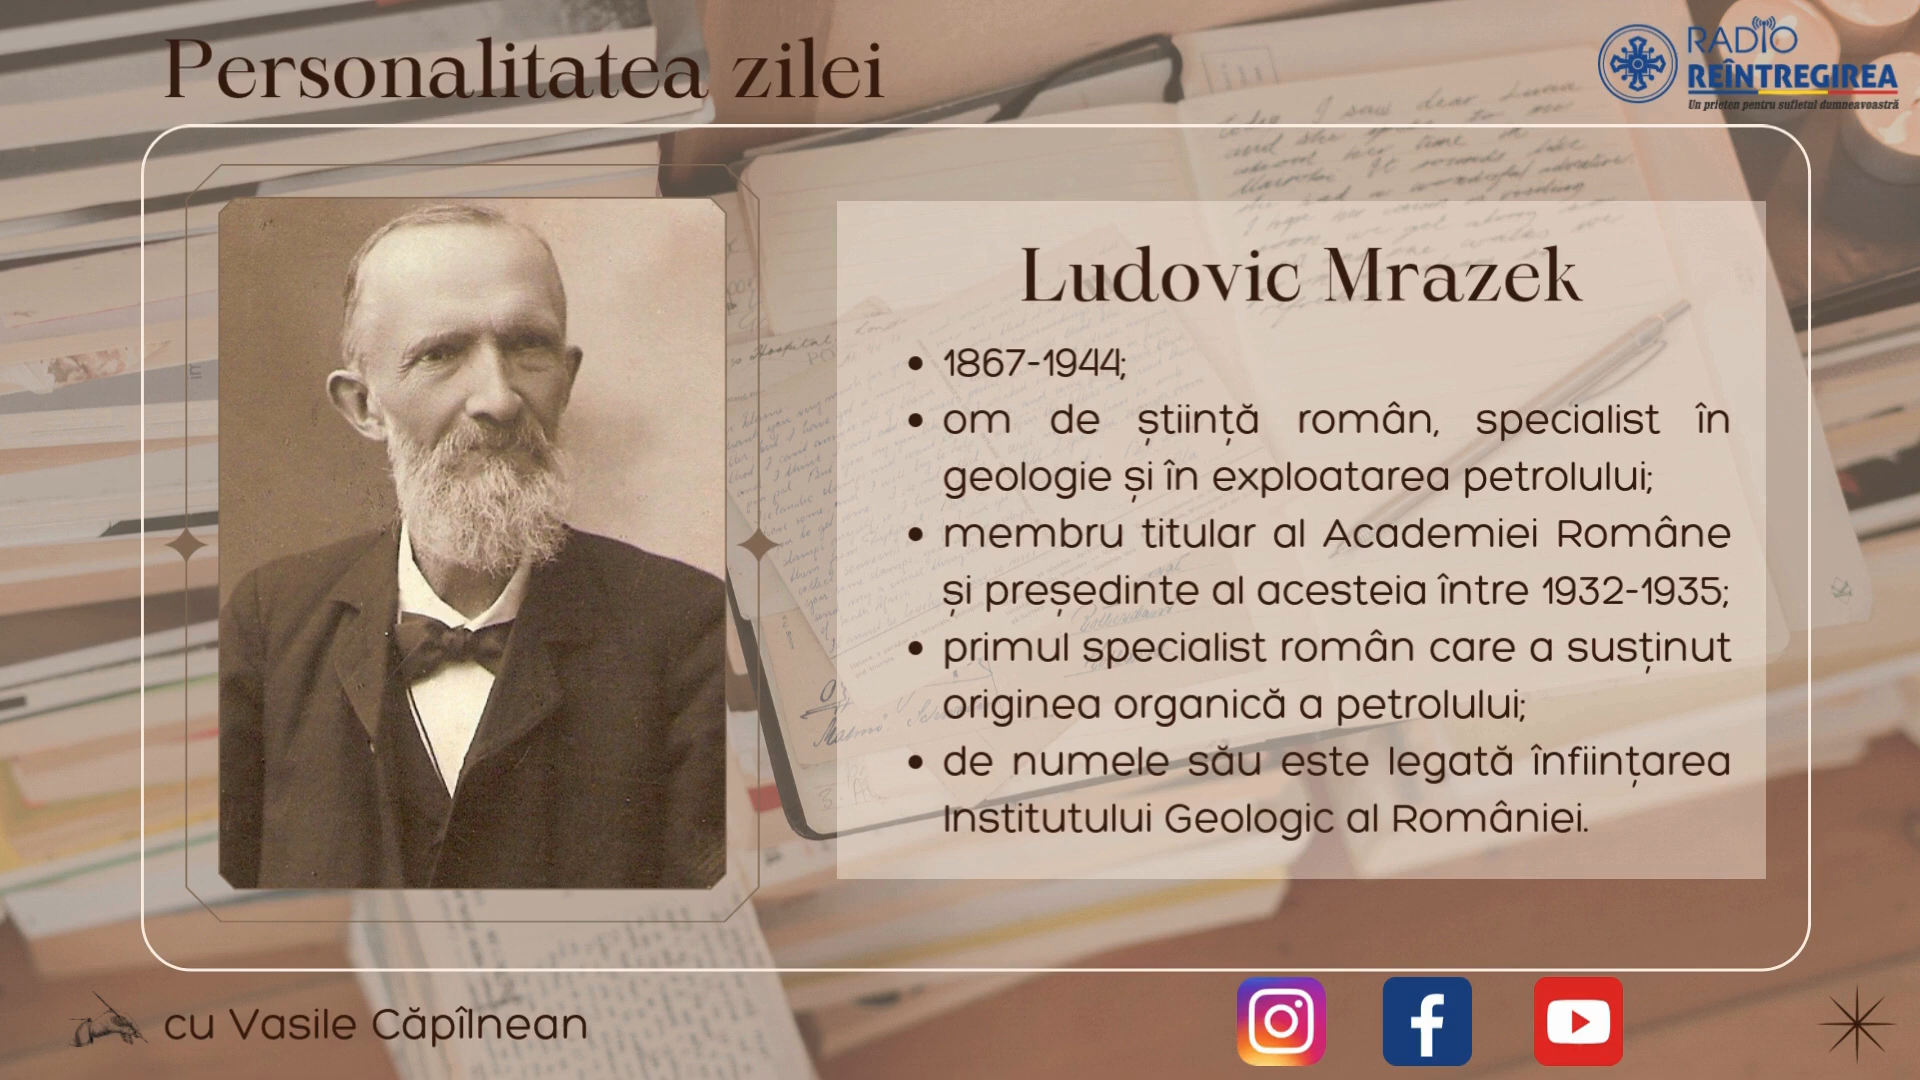 Personalitatea zilei
RADIO
REÎNTREGIREA
Un prieten pentru sufletul dumneavoastră
Ludovic Mrazek
• 1867-1944;
• om de știință român, specialist în
geologie și în exploatarea petrolului;
• membru titular al Academiei Române
și președinte al acesteia între 1932-1935;
• primul specialist român care a susținut
originea organică a petrolului;
• de numele său este legată înființarea
Institutului Geologic al României.
cu Vasile Căpîlnean